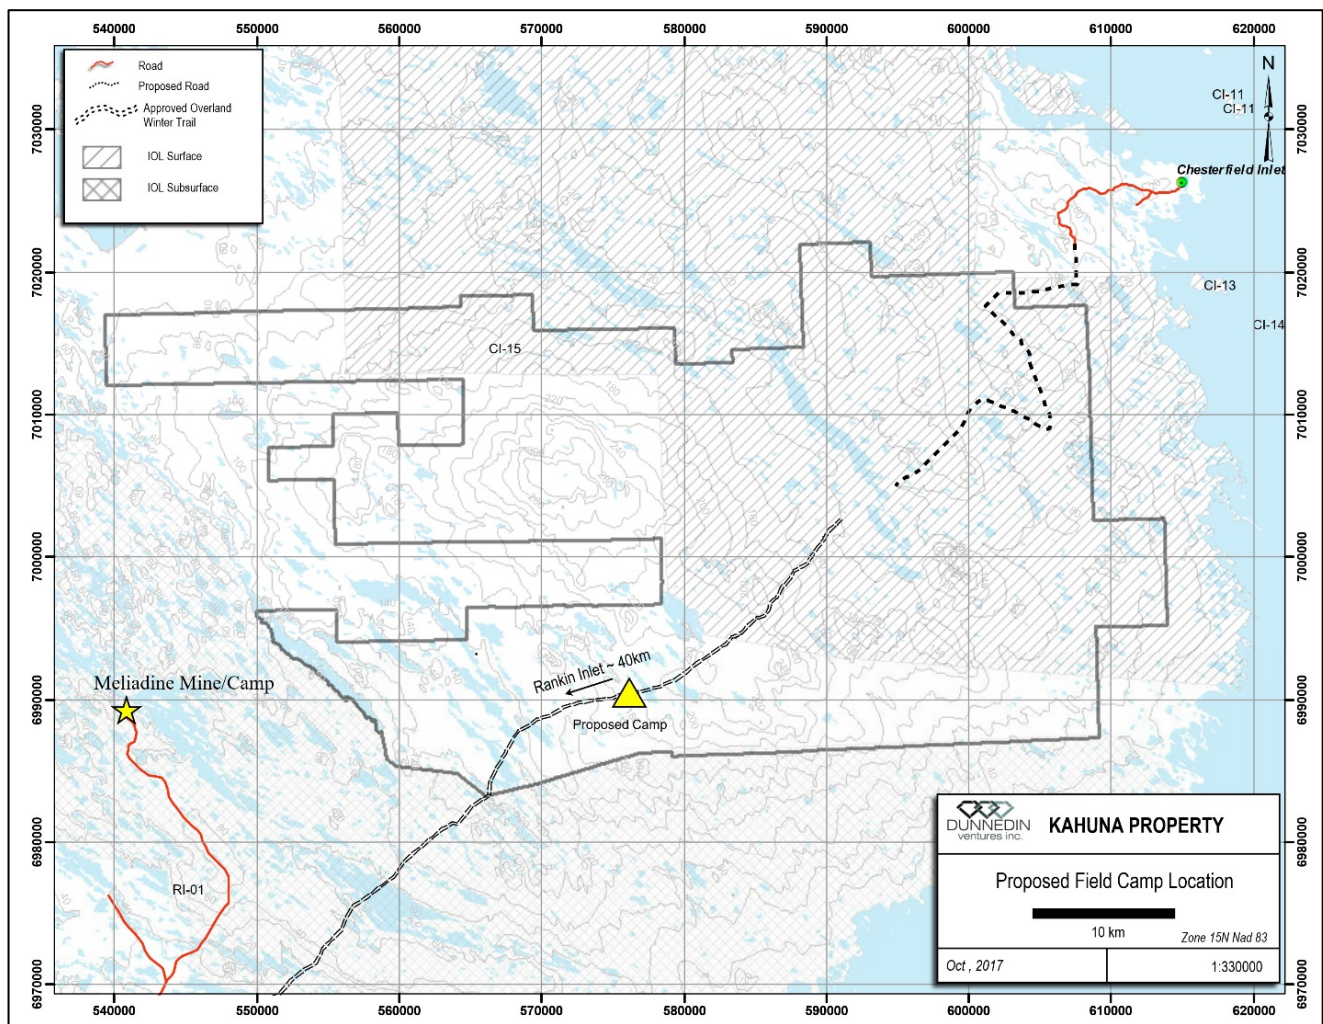 540000 550000 560000 570000 580000 590000 600000 610000 620000
Road
Proposed Road
Approved Overland
Winter Trail
IOL Surface
IOL Subsurface
N
CI-11
CI-11
7030000 7030000
Chesterfield Inlet
7020000 7020000
CI-13
CI-14
CI-15
7010000 7010000
7000000 7000000
Rankin Inlet ~ 40km
Meliadine Mine/Camp
6990000 6990000
Proposed Camp
6980000 6980000
RI-01
6970000 6970000
DUNNEDIN
ventures inc.
KAHUNA PROPERTY
Proposed Field Camp Location
10 km
Zone 15N Nad 83
Oct , 2017
1:330000
540000 550000 560000 570000 580000 590000 600000 610000 620000